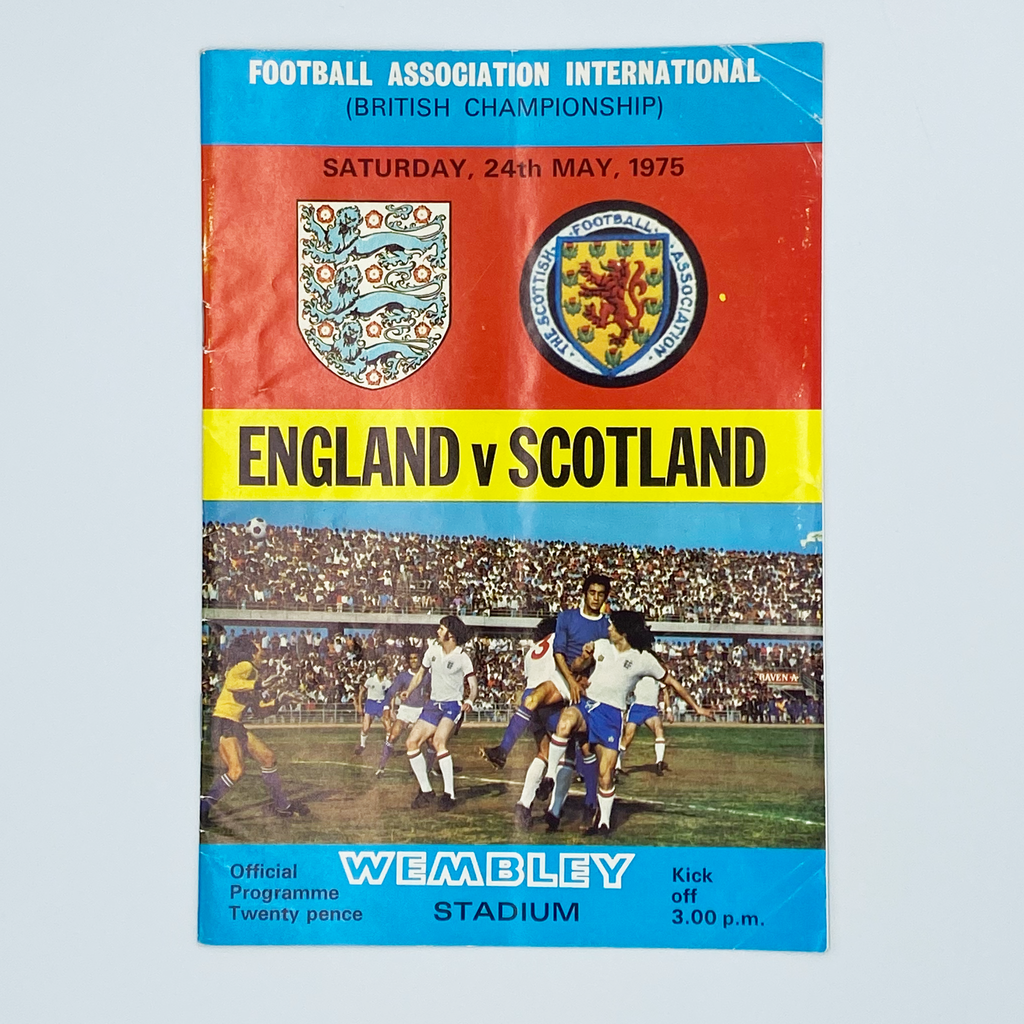 FOOTBALL ASSOCIATION INTERNATIONAL
(BRITISH CHAMPIONSHIP)
SATURDAY, 24th MAY, 1975
THE SCOTTISH FOOTBALL ASSOCIATION
ENGLAND v SCOTLAND
3
Official
Programme
Twenty pence
WEMBLEY
STADIUM
Kick
off
3.00 p.m.